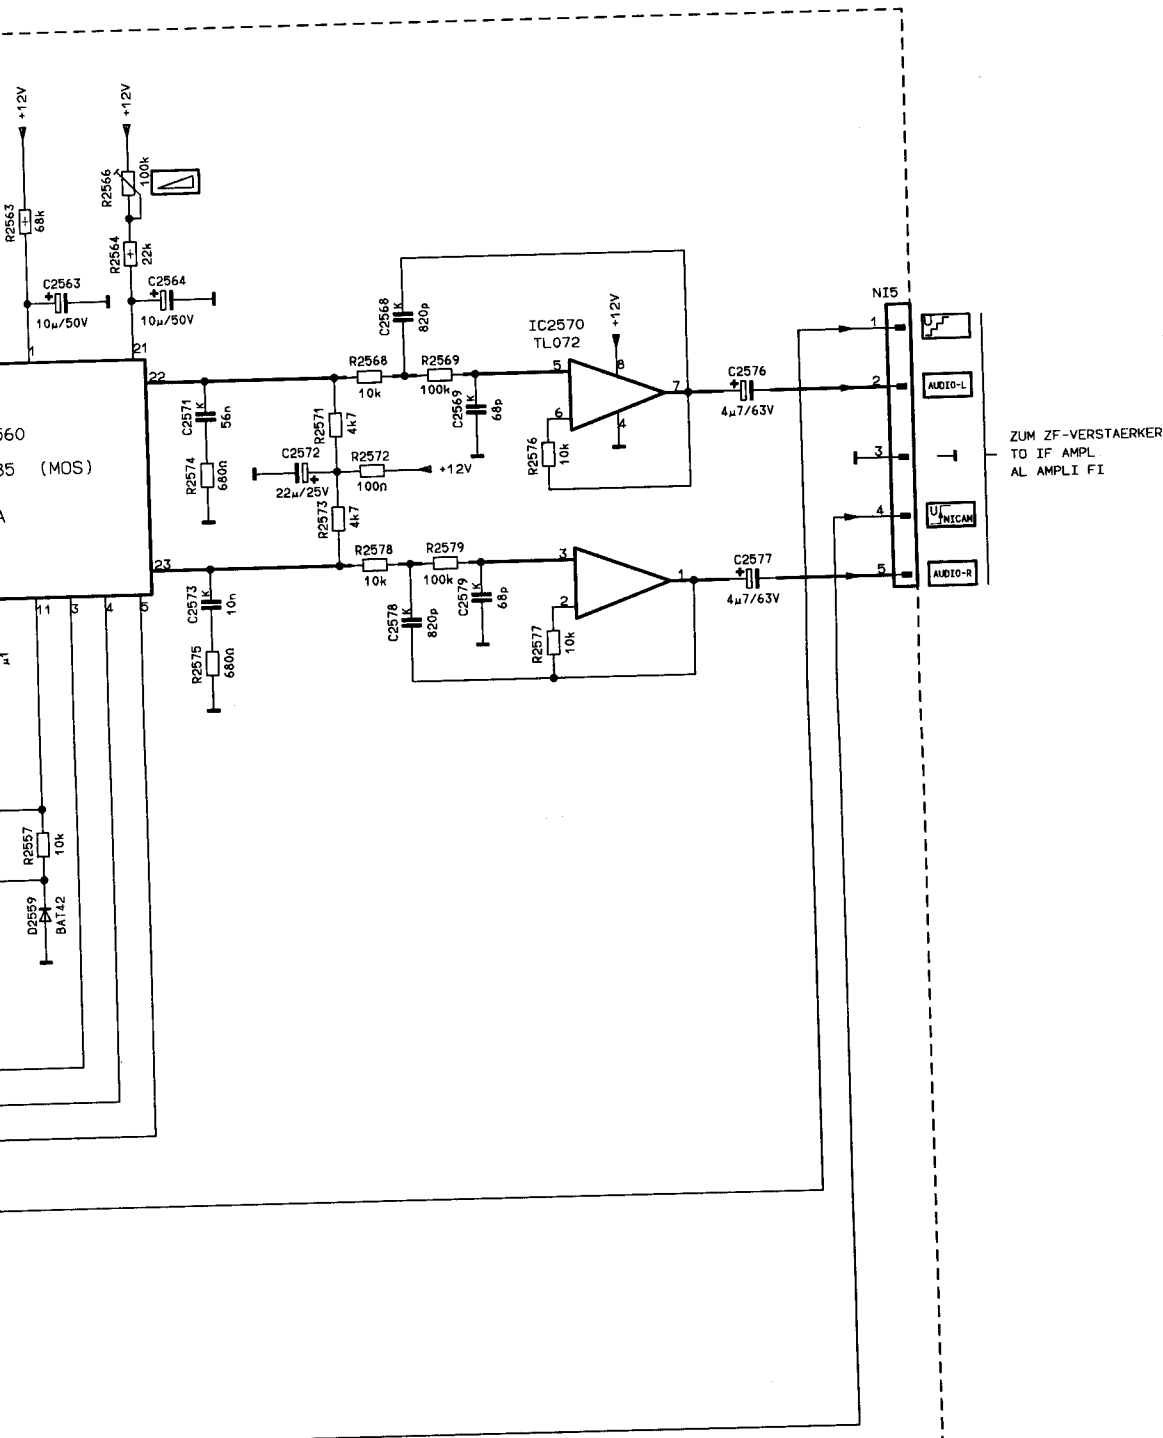 +12V
+12V
R2566
100k
R2563
68k
R2564
22k
C2563
10µ/50V
C2564
10µ/50V
1
21
C2568
K
820p
IC2570
TL072
+12V
NI5
1
U
22
R2568
10k
R2569
100k
5
8
7
C2576
4µ7/63V
2
AUDIO-L
C2571
K
56n
R2571
4k7
C2569
K
68p
6
4
R2576
10k
560
85 (MOS)
A
R2574
680Ω
C2572
22µ/25V
R2572
100Ω
+12V
3
ZUM ZF-VERSTAERKER
TO IF AMPL
AL AMPLI FI
R2573
4k7
4
U
NICAM
23
R2578
10k
R2579
100k
3
1
C2577
4µ7/63V
5
AUDIO-R
C2573
K
10n
C2578
K
820p
C2579
K
68p
2
R2577
10k
11
3
4
5
R2575
680Ω
R2557
10k
D2559
BAT42